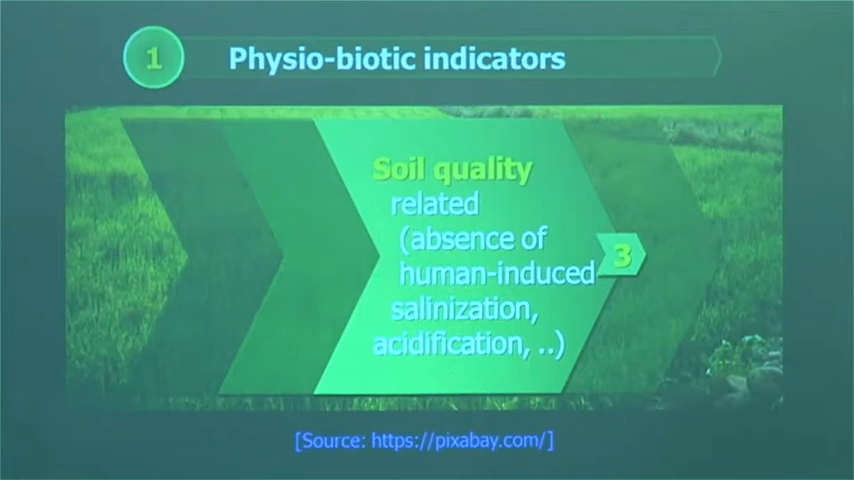 1
Physio-biotic indicators
Soil quality
related
(absence of
human-induced
salinization,
acidification, ..)
3
[Source: https://pixabay.com/]